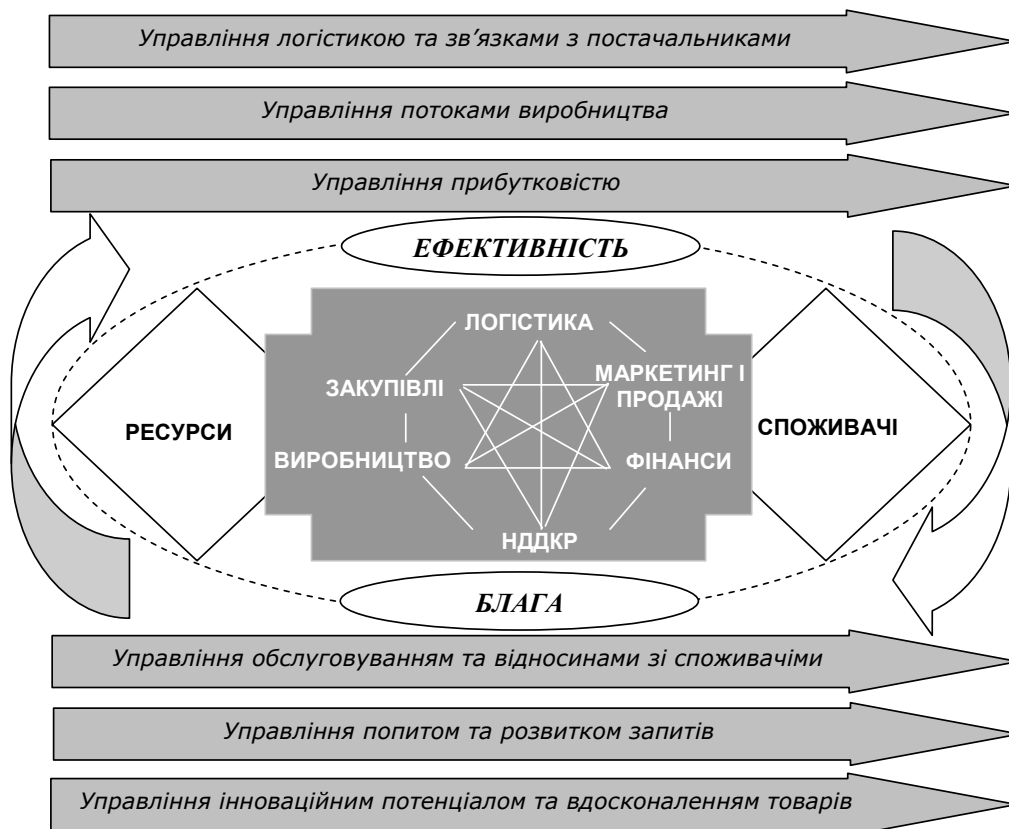 Управління логістикою та зв’язками з постачальниками
Управління потоками виробництва
Управління прибутковістю
ЕФЕКТИВНІСТЬ
ЛОГІСТИКА
ЗАКУПІВЛІ
МАРКЕТИНГ І
ПРОДАЖІ
РЕСУРСИ
СПОЖИВАЧІ
ВИРОБНИЦТВО
ФІНАНСИ
НДДКР
БЛАГА
Управління обслуговуванням та відносинами зі споживачіми
Управління попитом та розвитком запитів
Управління інноваційним потенціалом та вдосконаленням товарів